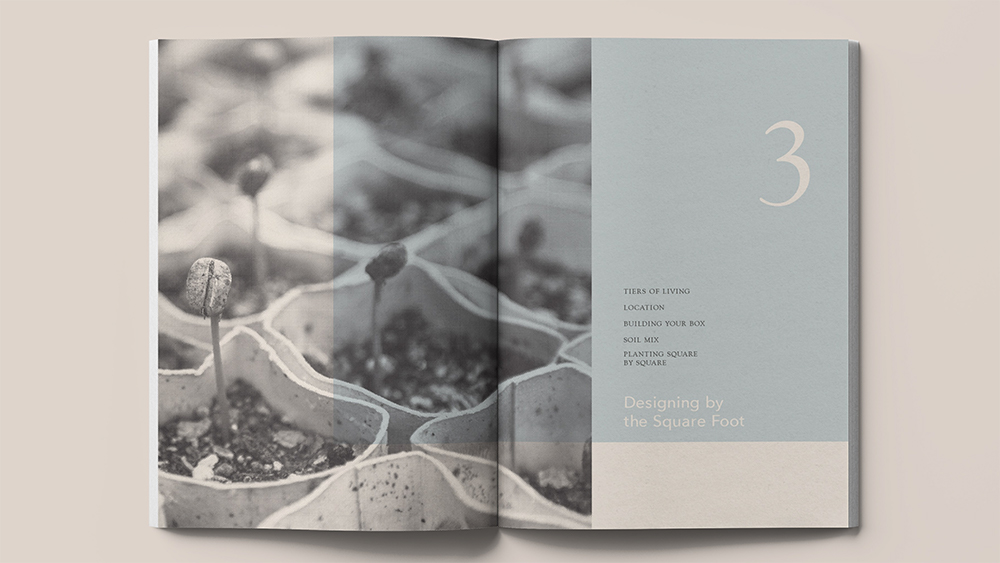 3
TIERS OF LIVING
LOCATION
BUILDING YOUR BOX
SOIL MIX
PLANTING SQUARE
BY SQUARE
Designing by
the Square Foot